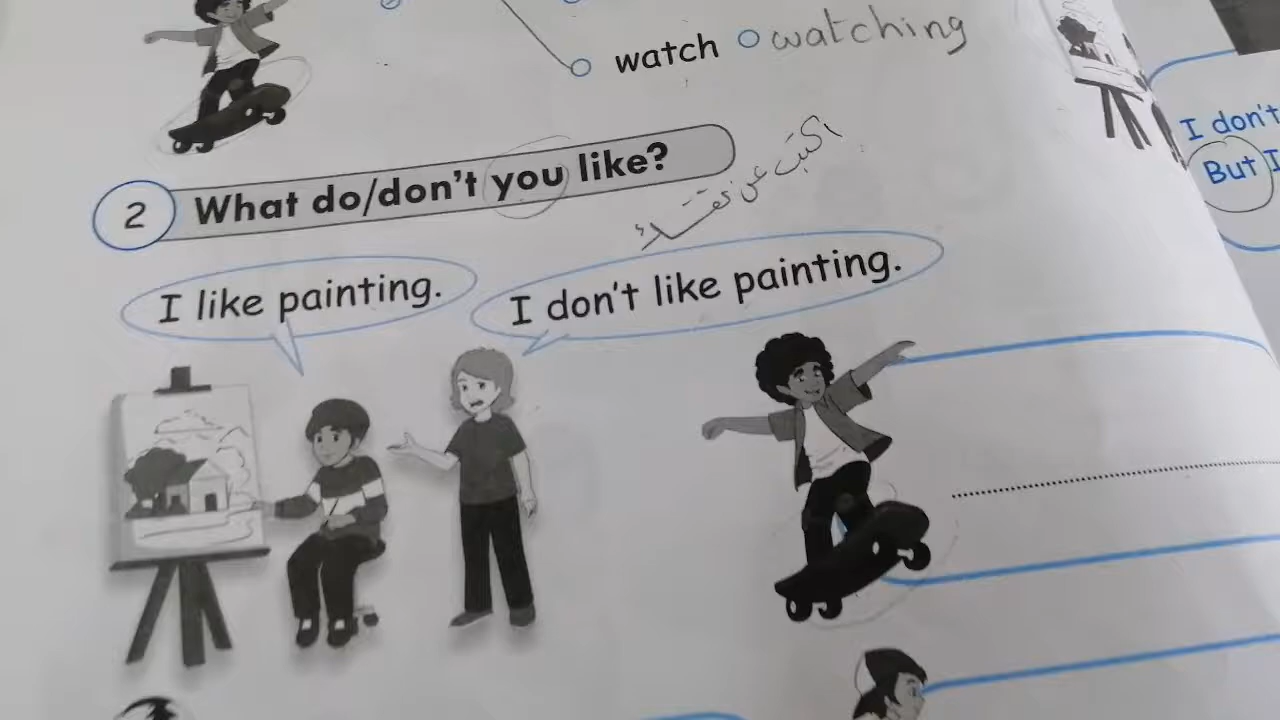 watch watching
2 What do/don't you like?
اكتب عن نفسك
I like painting.
I don't like painting.
I don't
But I